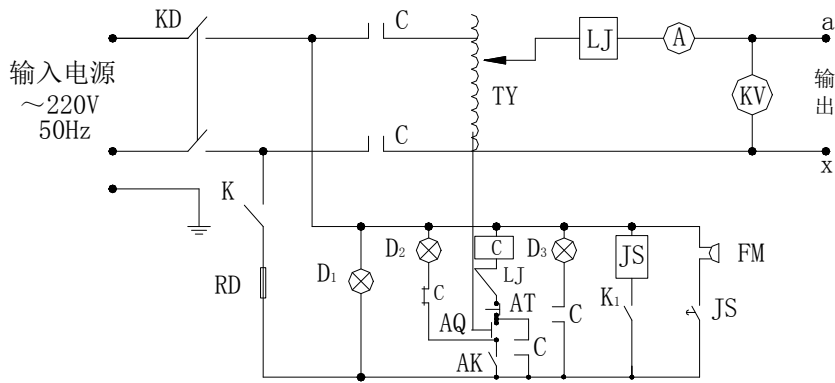 KD
C
输入电源
～220V
50Hz
C
TY
LJ
A
KV
a
输出
x
K
RD
D₁
D₂
C
C
LJ
D₃
JS
FM
AT
AQ
AK
C
C
K₁
JS